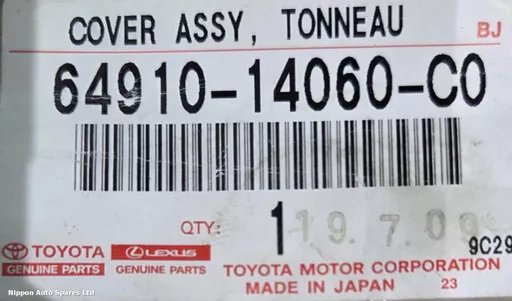 COVER ASSY, TONNEAU BJ
64910-14060-C0
QTY: 1 19.7.09
9C29
TOYOTA LEXUS TOYOTA MOTOR CORPORATION
GENUINE PARTS GENUINE PARTS MADE IN JAPAN 23
Nippon Auto Spares Ltd